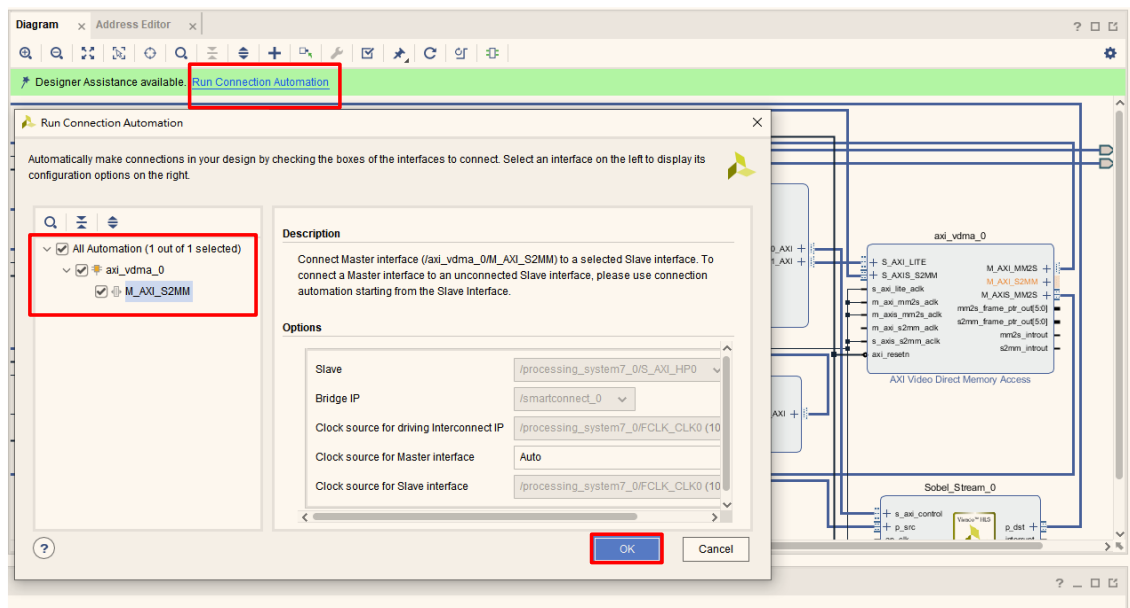 Diagram
Address Editor
Designer Assistance available. Run Connection Automation
Run Connection Automation
Automatically make connections in your design by checking the boxes of the interfaces to connect. Select an interface on the left to display its
configuration options on the right.
All Automation (1 out of 1 selected)
axi_vdma_0
M_AXI_S2MM
Description
Connect Master interface (/axi_vdma_0/M_AXI_S2MM) to a selected Slave interface. To
connect a Master interface to an unconnected Slave interface, please use connection
automation starting from the Slave Interface.
Options
Slave
/processing_system7_0/S_AXI_HP0
Bridge IP
/smartconnect_0
Clock source for driving Interconnect IP
/processing_system7_0/FCLK_CLK0 (10
Clock source for Master interface
Auto
Clock source for Slave interface
/processing_system7_0/FCLK_CLK0 (10
OK
Cancel
0_AXI
1_AXI
AXI
axi_vdma_0
S_AXI_LITE
S_AXIS_S2MM
s_axi_lite_aclk
m_axi_mm2s_aclk
m_axis_mm2s_aclk
m_axi_s2mm_aclk
s_axis_s2mm_aclk
axi_resetn
M_AXI_MM2S
M_AXI_S2MM
M_AXIS_MM2S
mm2s_frame_ptr_out[5:0]
s2mm_frame_ptr_out[5:0]
mm2s_introut
s2mm_introut
AXI Video Direct Memory Access
Sobel_Stream_0
s_axi_control
p_src
Vivado™ HLS
p_dst